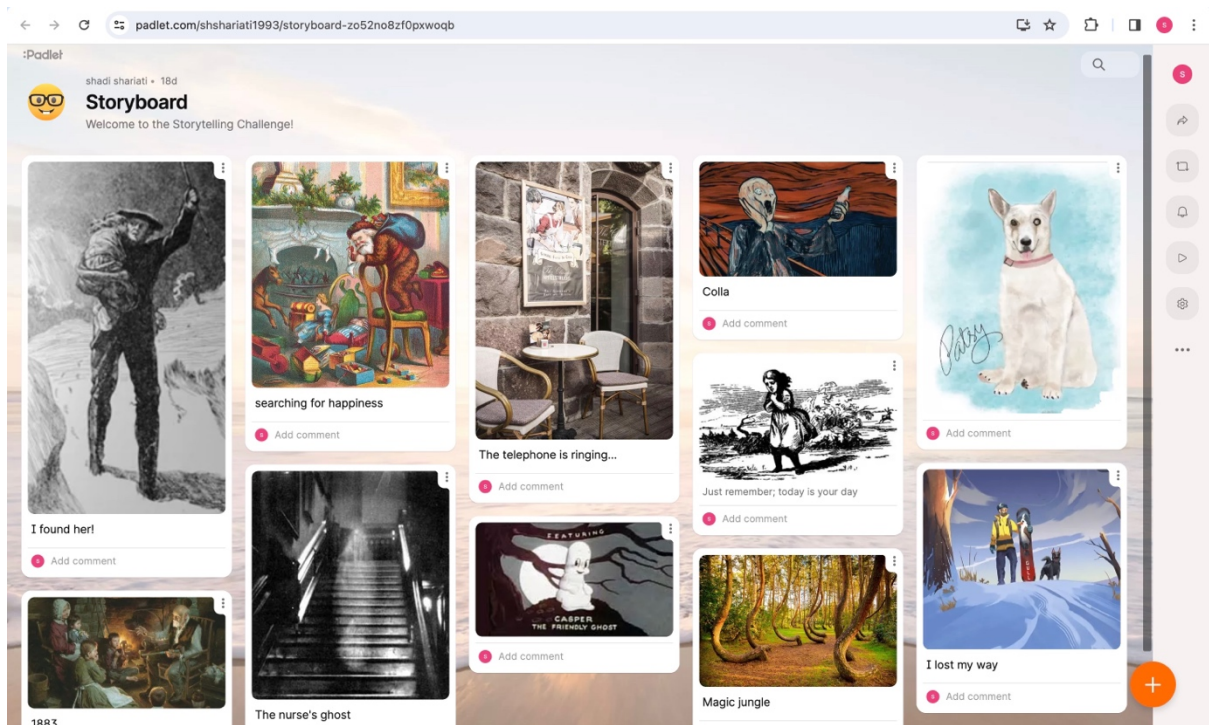 padlet.com/shshariati1993/storyboard-zo52no8zf0pxwoqb
S
:Padlet
shadi shariati • 18d
Storyboard
Welcome to the Storytelling Challenge!
S
I found her!
S Add comment
1883
searching for happiness
S Add comment
The nurse's ghost
The telephone is ringing...
S Add comment
FEATURING
CASPER
THE FRIENDLY GHOST
S Add comment
Colla
S Add comment
Just remember; today is your day
S Add comment
Magic jungle
Patsy
S Add comment
I lost my way
S Add comment